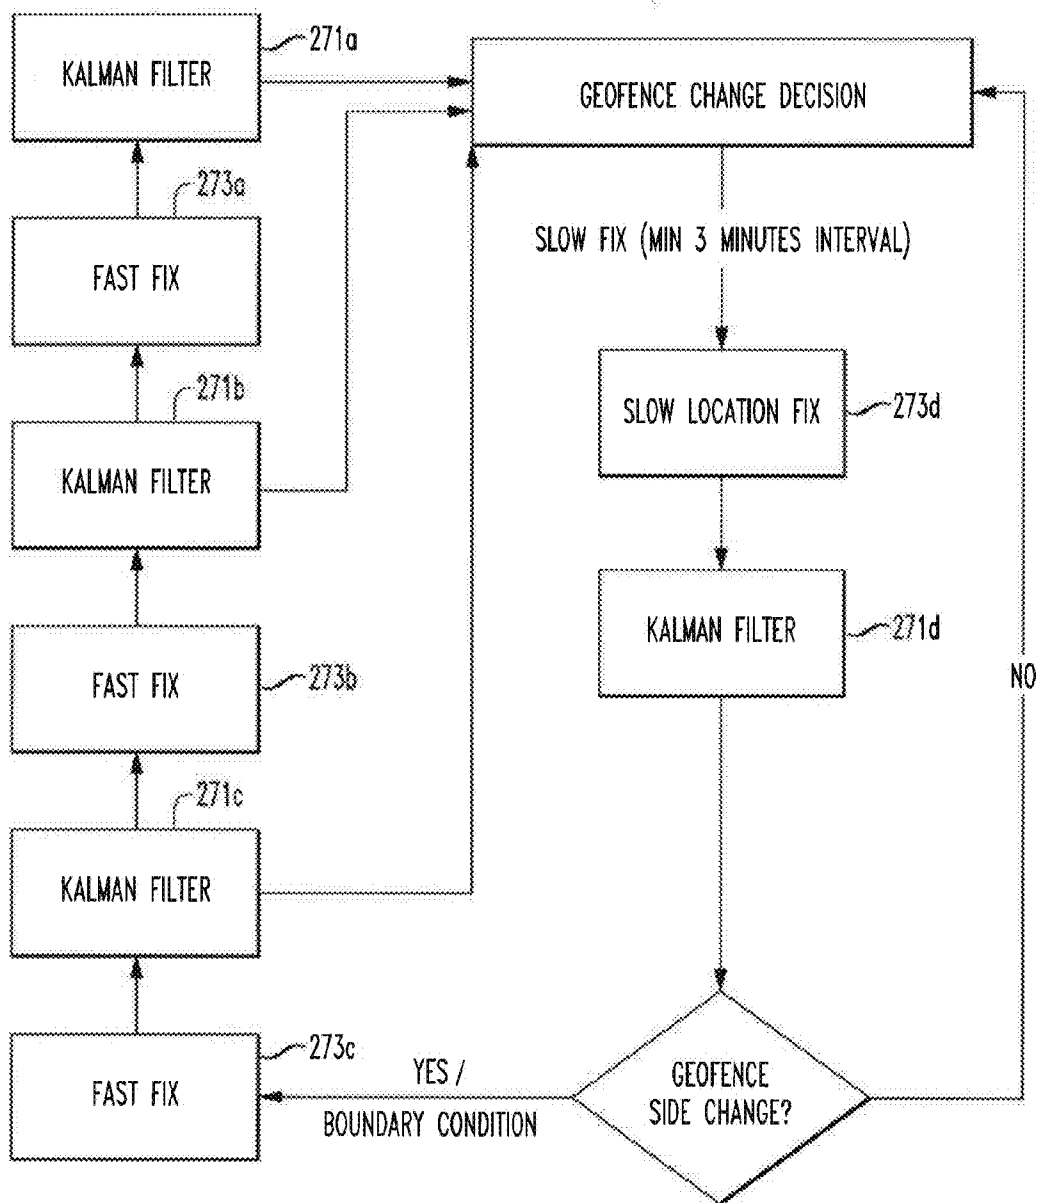 271a
KALMAN FILTER
GEOFENCE CHANGE DECISION
273a
FAST FIX
SLOW FIX (MIN 3 MINUTES INTERVAL)
271b
KALMAN FILTER
SLOW LOCATION FIX
273d
KALMAN FILTER
271d
FAST FIX
273b
NO
271c
KALMAN FILTER
273c
FAST FIX
YES /
BOUNDARY CONDITION
GEOFENCE
SIDE CHANGE?